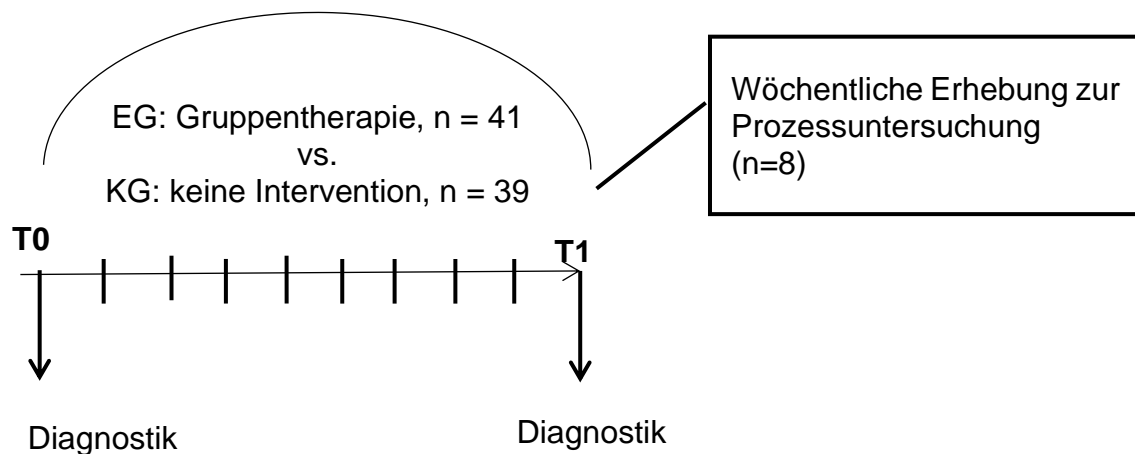 EG: Gruppentherapie, n = 41
vs.
KG: keine Intervention, n = 39
Wöchentliche Erhebung zur
Prozessuntersuchung
(n=8)
T0
T1
Diagnostik
Diagnostik